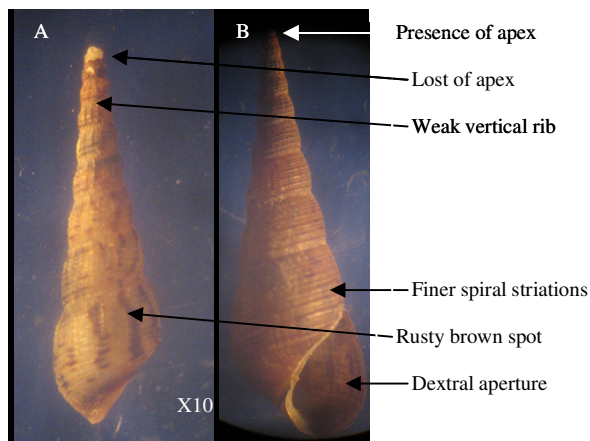 A
B
Presence of apex
Lost of apex
Weak vertical rib
Finer spiral striations
Rusty brown spot
Dextral aperture
X10